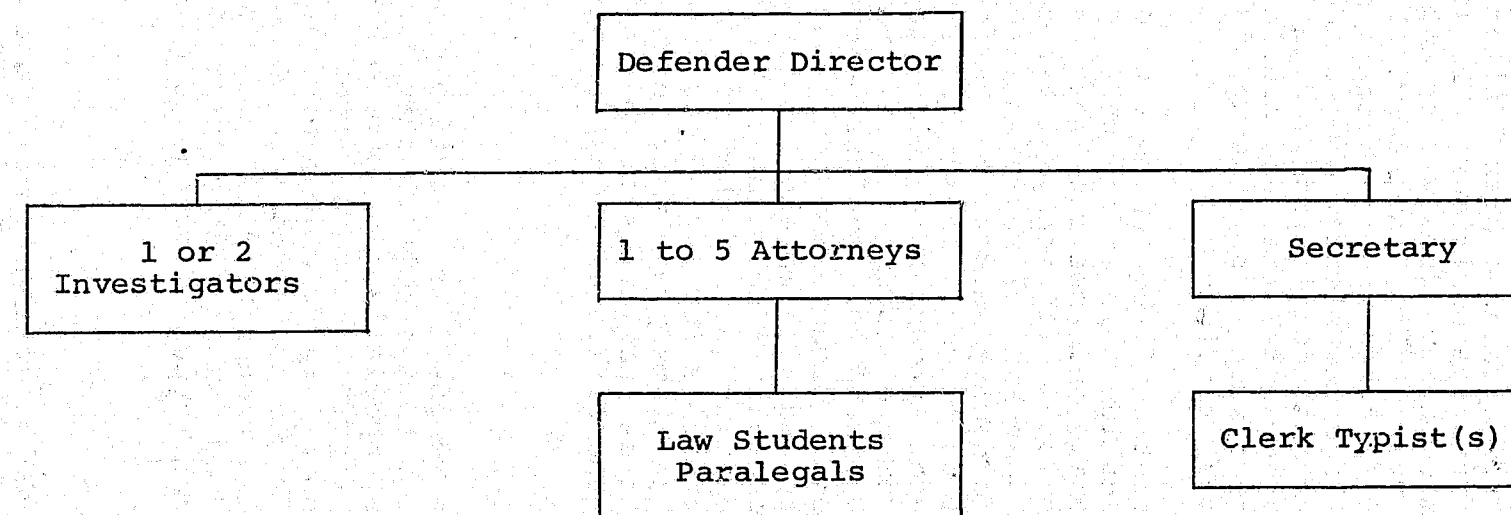 Defender Director
1 or 2
Investigators
1 to 5 Attorneys
Secretary
Law Students
Paralegals
Clerk Typist(s)